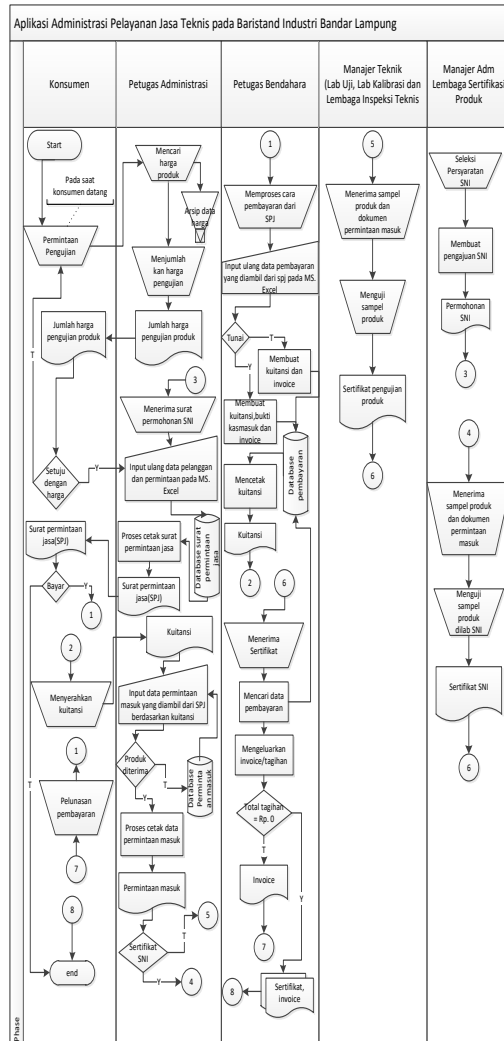 Aplikasi Administrasi Pelayanan Jasa Teknis pada Baristand Industri Bandar Lampung
Konsumen
Petugas Administrasi
Petugas Bendahara
Manajer Teknik
(Lab Uji, Lab Kalibrasi dan
Lembaga Inspeksi Teknis
Manajer Adm
Lembaga Sertifikasi
Produk
Start
Pada saat
konsumen datang
Permintaan
Pengujian
Jumlah harga
pengujian produk
T
Setuju
dengan
harga
Y
Surat permintaan
jasa(SPJ)
Bayar
Y
1
2
Menyerahkan
kuitansi
T
1
Pelunasan
pembayaran
7
8
end
Mencari
harga
produk
Arsip data
harga
Menjumlah
kan harga
pengujian
Jumlah harga
pengujian produk
3
Menerima surat
permohonan SNI
Input ulang data pelanggan
dan permintaan pada MS.
Excel
Proses cetak surat
permintaan jasa
Database surat
permintaan
jasa
Surat permintaan
jasa(SPJ)
Kuitansi
Input data permintaan
masuk yang diambil dari SPJ
berdasarkan kuitansi
Produk
diterima
T
Database
Perminta
an masuk
Y
Proses cetak data
permintaan masuk
Permintaan masuk
5
Sertifikat
SNI
T
Y
4
1
Memproses cara
pembayaran dari
SPJ
Input ulang data pembayaran
yang diambil dari spj pada MS.
Excel
Tunai
T
Membuat
kuitansi dan
invoice
Y
Membuat
kuitansi,bukti
kasmasuk dan
invoice
Database
pembayaran
Mencetak
kuitansi
Kuitansi
2
6
Menerima
Sertifikat
Mencari data
pembayaran
Mengeluarkan
invoice/tagihan
Total tagihan
= Rp. 0
T
Y
Invoice
7
8
Sertifikat,
invoice
5
Menerima sampel
produk dan
dokumen
permintaan masuk
Menguji
sampel
produk
Sertifikat pengujian
produk
6
Seleksi
Persyaratan
SNI
Membuat
pengajuan SNI
Permohonan
SNI
3
4
Menerima
sampel produk
dan dokumen
permintaan
masuk
Menguji
sampel
produk
dilab SNI
Sertifikat SNI
6
Phase